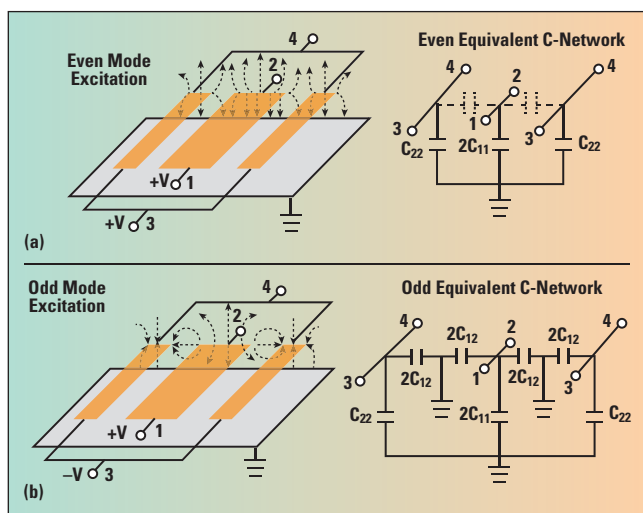 Even Mode
Excitation
4
2
+V 1
+V 3
(a)
Even Equivalent C-Network
4
4
2
3
1
3
C22
2C11
C22
Odd Mode
Excitation
4
2
+V 1
−V 3
(b)
Odd Equivalent C-Network
4
2C12
2
2C12
4
3
2C12
1
2C12
3
C22
2C11
C22